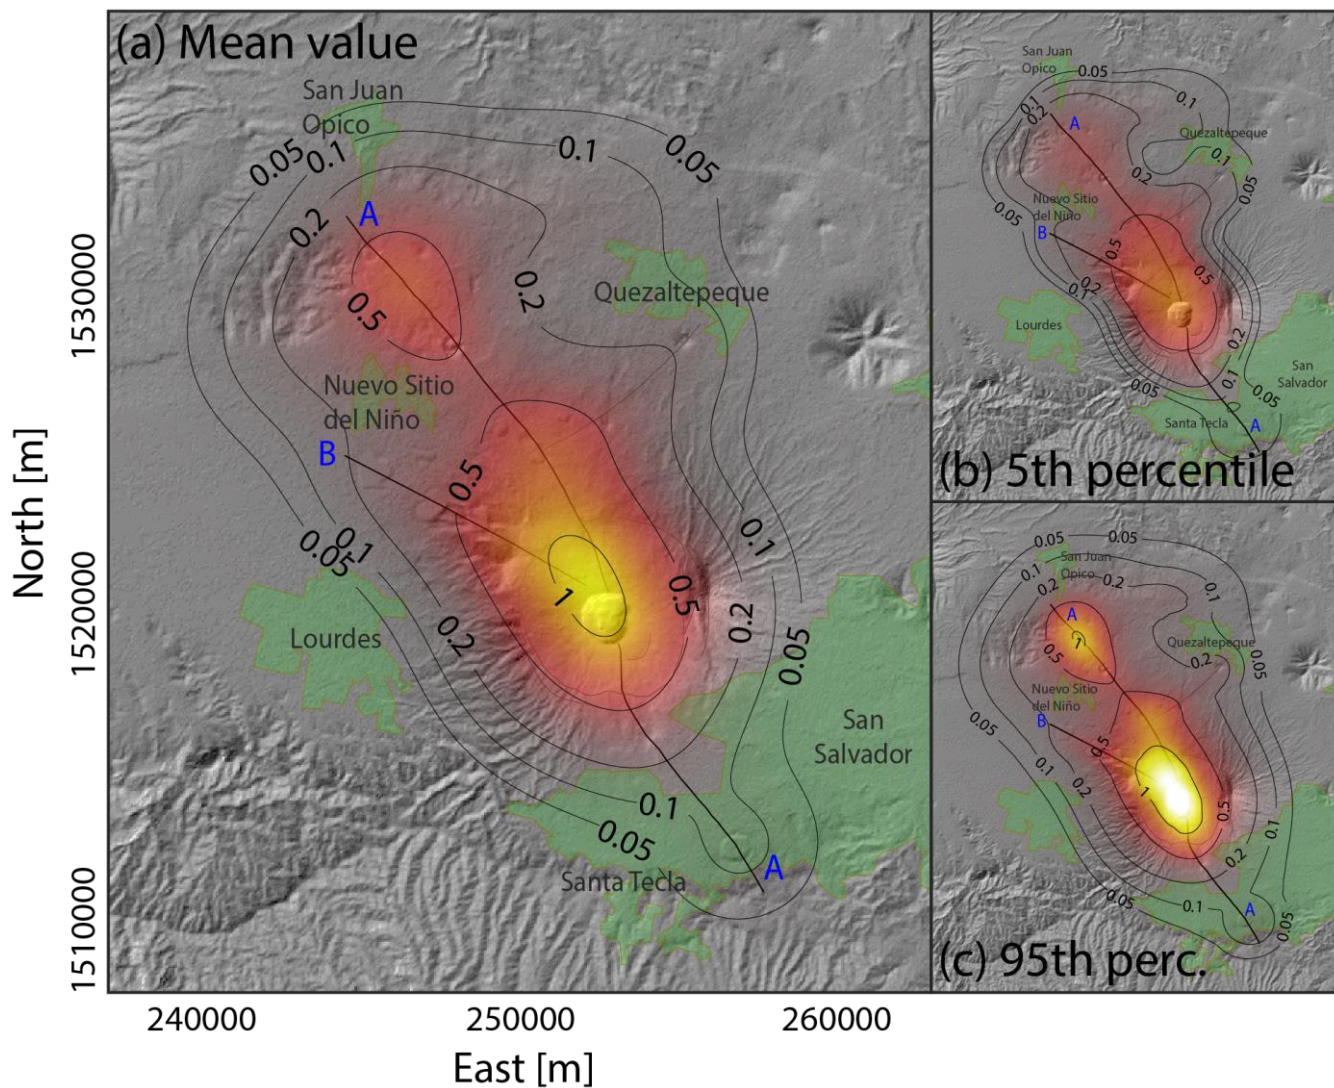 (a) Mean value
San Juan
Opico
0.05
0.1
0.1
0.05
0.2
A
0.2
0.5
Quezaltepeque
Nuevo Sitio
del Niño
B
0.5
0.1
0.05
0.1
1
0.5
0.2
0.2
0.05
Lourdes
San
Salvador
0.1
0.05
Santa Tecla
A
North [m]
1530000
1520000
1510000
240000
250000
260000
East [m]
San Juan
Opico
0.05
0.1
0.1
0.2
A
Quezaltepeque
0.1
0.2
0.05
Nuevo Sitio
del Niño
0.05
B
0.5
0.5
0.2
0.1
Lourdes
0.2
0.1
0.05
0.05
San
Salvador
Santa Tecla
A
(b) 5th percentile
0.05
0.05
San Juan
Opico
0.1
0.2
0.2
0.1
A
1
Quezaltepeque
0.5
0.2
0.05
Nuevo Sitio
del Niño
B
0.05
0.5
0.1
0.2
1
0.5
0.1
0.2
0.05
0.1
A
0.05
(c) 95th perc.